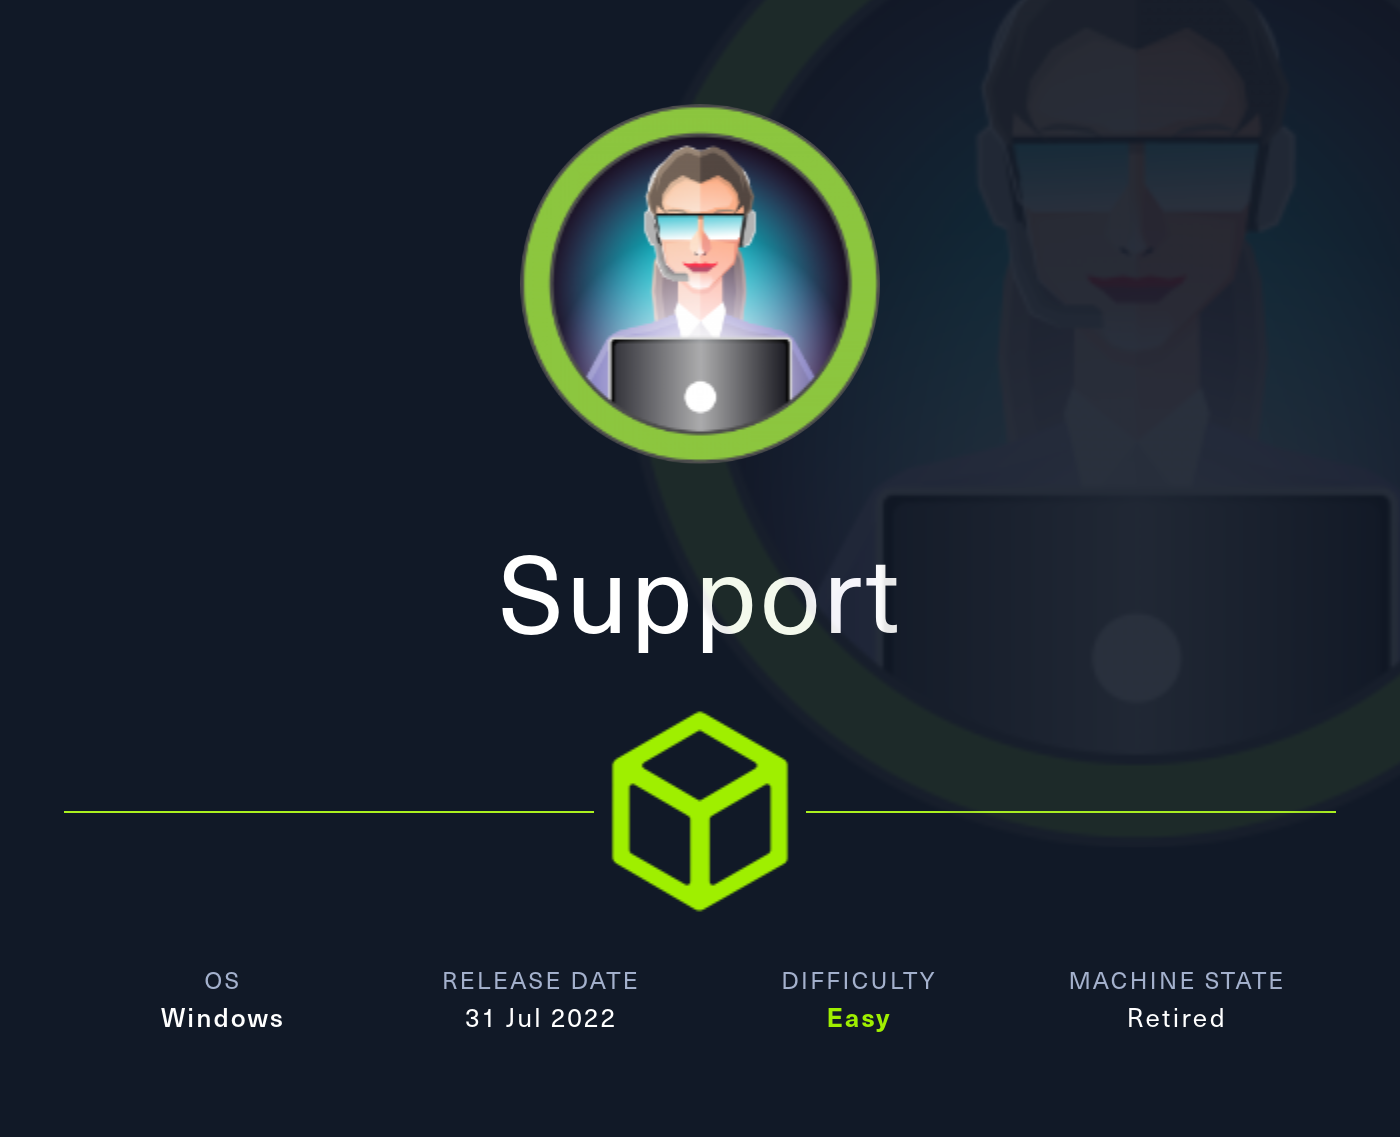 Support
OS
Windows
RELEASE DATE
31 Jul 2022
DIFFICULTY
Easy
MACHINE STATE
Retired